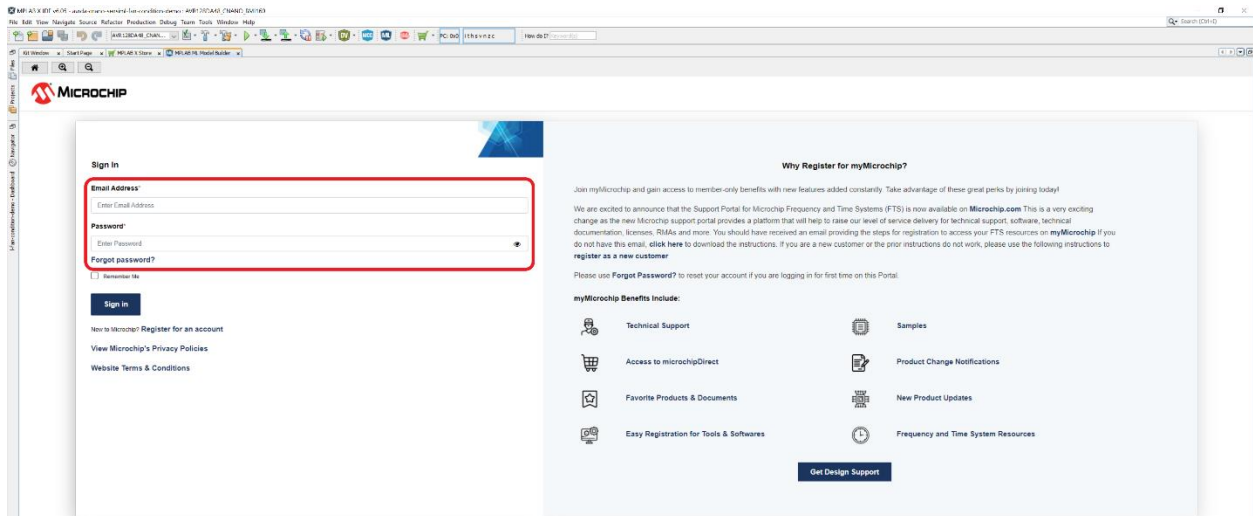 File Edit View Navigate Source Refactor Production Debug Team Tools Window Help
Search (Ctrl+I)
PC: 0x0
How do I?
Kit Window Start Page MPLAB X Store MPLAB ML Model Builder
Files
Projects
Navigator
MICROCHIP
Sign In
Email Address*
Enter Email Address
Password*
Enter Password
Forgot password?
Remember Me
Sign in
New to Microchip? Register for an account
View Microchip's Privacy Policies
Website Terms & Conditions
Why Register for myMicrochip?
Join myMicrochip and gain access to member-only benefits with new features added constantly. Take advantage of these great perks by joining today!
We are excited to announce that the Support Portal for Microchip Frequency and Time Systems (FTS) is now available on Microchip.com This is a very exciting
change as the new Microchip support portal provides a platform that will help to raise our level of service delivery for technical support, software, technical
documentation, licenses, RMAs and more. You should have received an email providing the steps for registration to access your FTS resources on myMicrochip If you
do not have this email, click here to download the instructions. If you are a new customer or the prior instructions do not work, please use the following instructions to
register as a new customer
Please use Forgot Password? to reset your account if you are logging in for first time on this Portal.
myMicrochip Benefits Include:
Technical Support
Samples
Access to microchipDirect
Product Change Notifications
Favorite Products & Documents
New Product Updates
Easy Registration for Tools & Softwares
Frequency and Time System Resources
Get Design Support